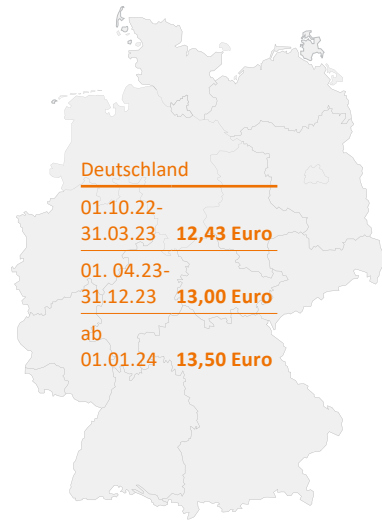 Deutschland
01.10.22-
31.03.23 12,43 Euro
01. 04.23-
31.12.23 13,00 Euro
ab
01.01.24 13,50 Euro